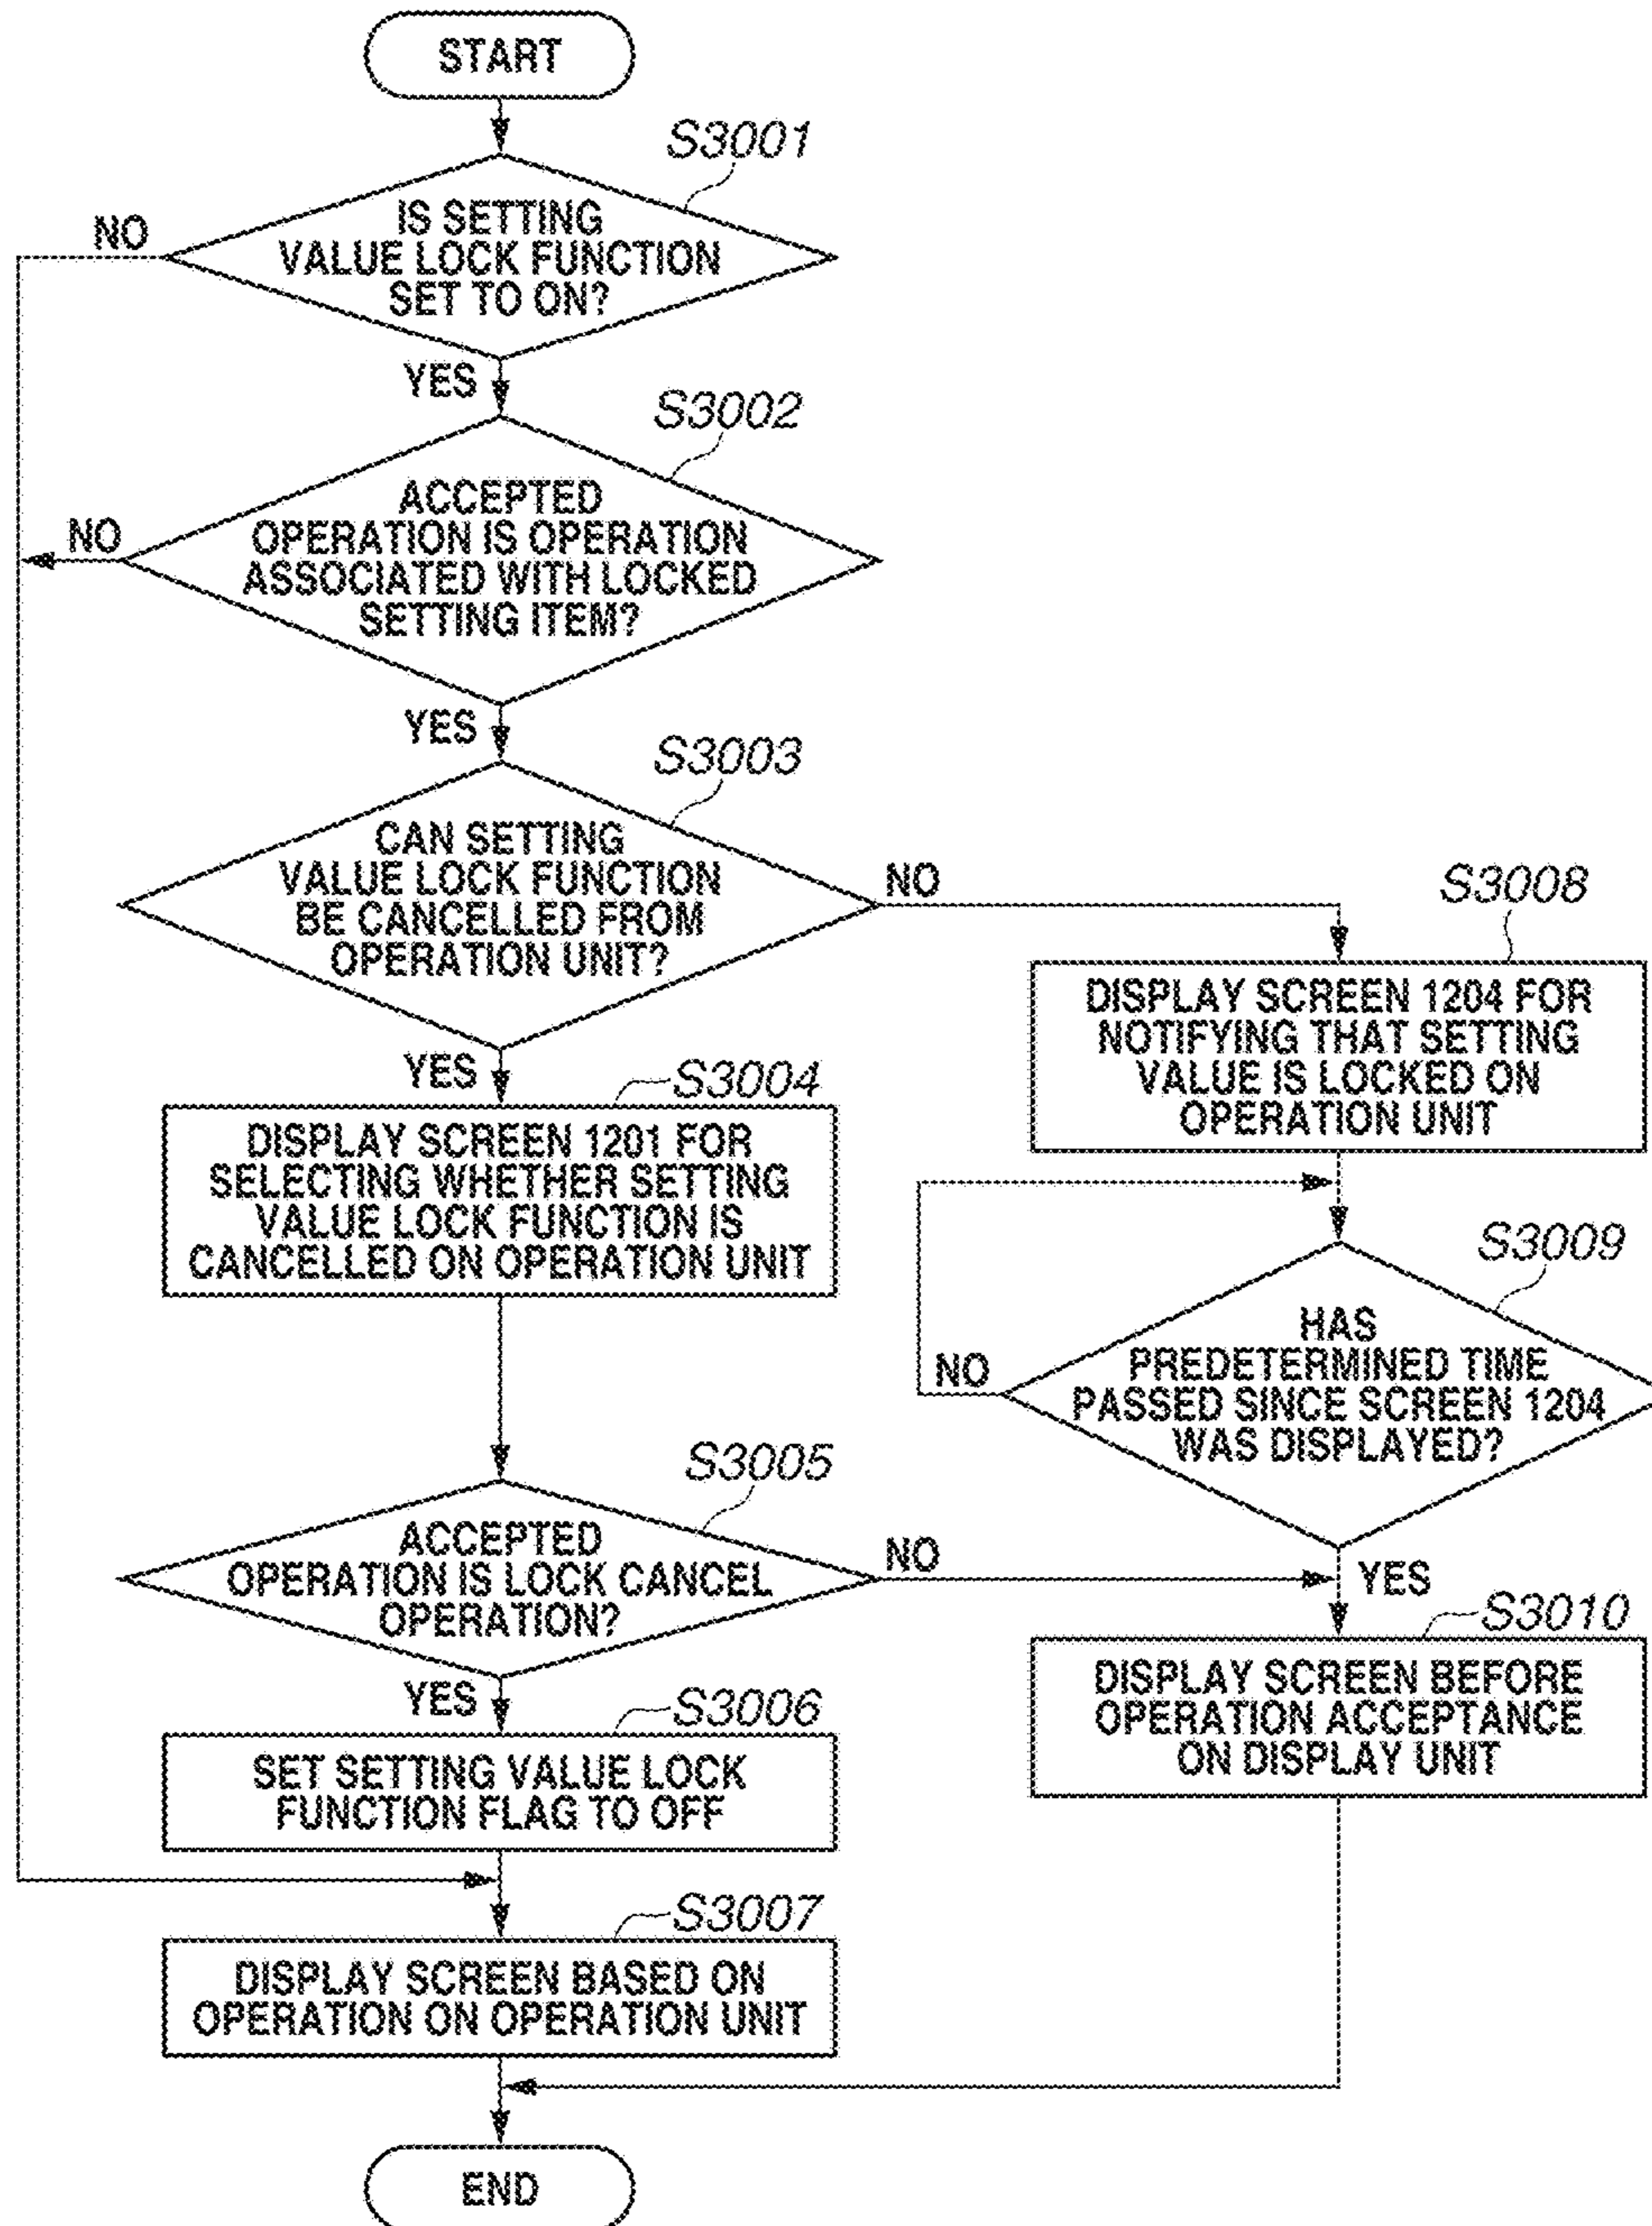 START
S3001
IS SETTING
VALUE LOCK FUNCTION
SET TO ON?
NO
YES
S3002
ACCEPTED
OPERATION IS OPERATION
ASSOCIATED WITH LOCKED
SETTING ITEM?
NO
YES
S3003
CAN SETTING
VALUE LOCK FUNCTION
BE CANCELLED FROM
OPERATION UNIT?
NO
YES
S3004
DISPLAY SCREEN 1201 FOR
SELECTING WHETHER SETTING
VALUE LOCK FUNCTION IS
CANCELLED ON OPERATION UNIT
S3008
DISPLAY SCREEN 1204 FOR
NOTIFYING THAT SETTING
VALUE IS LOCKED ON
OPERATION UNIT
S3009
HAS
PREDETERMINED TIME
PASSED SINCE SCREEN 1204
WAS DISPLAYED?
NO
YES
S3005
ACCEPTED
OPERATION IS LOCK CANCEL
OPERATION?
NO
YES
S3010
DISPLAY SCREEN BEFORE
OPERATION ACCEPTANCE
ON DISPLAY UNIT
S3006
SET SETTING VALUE LOCK
FUNCTION FLAG TO OFF
S3007
DISPLAY SCREEN BASED ON
OPERATION ON OPERATION UNIT
END